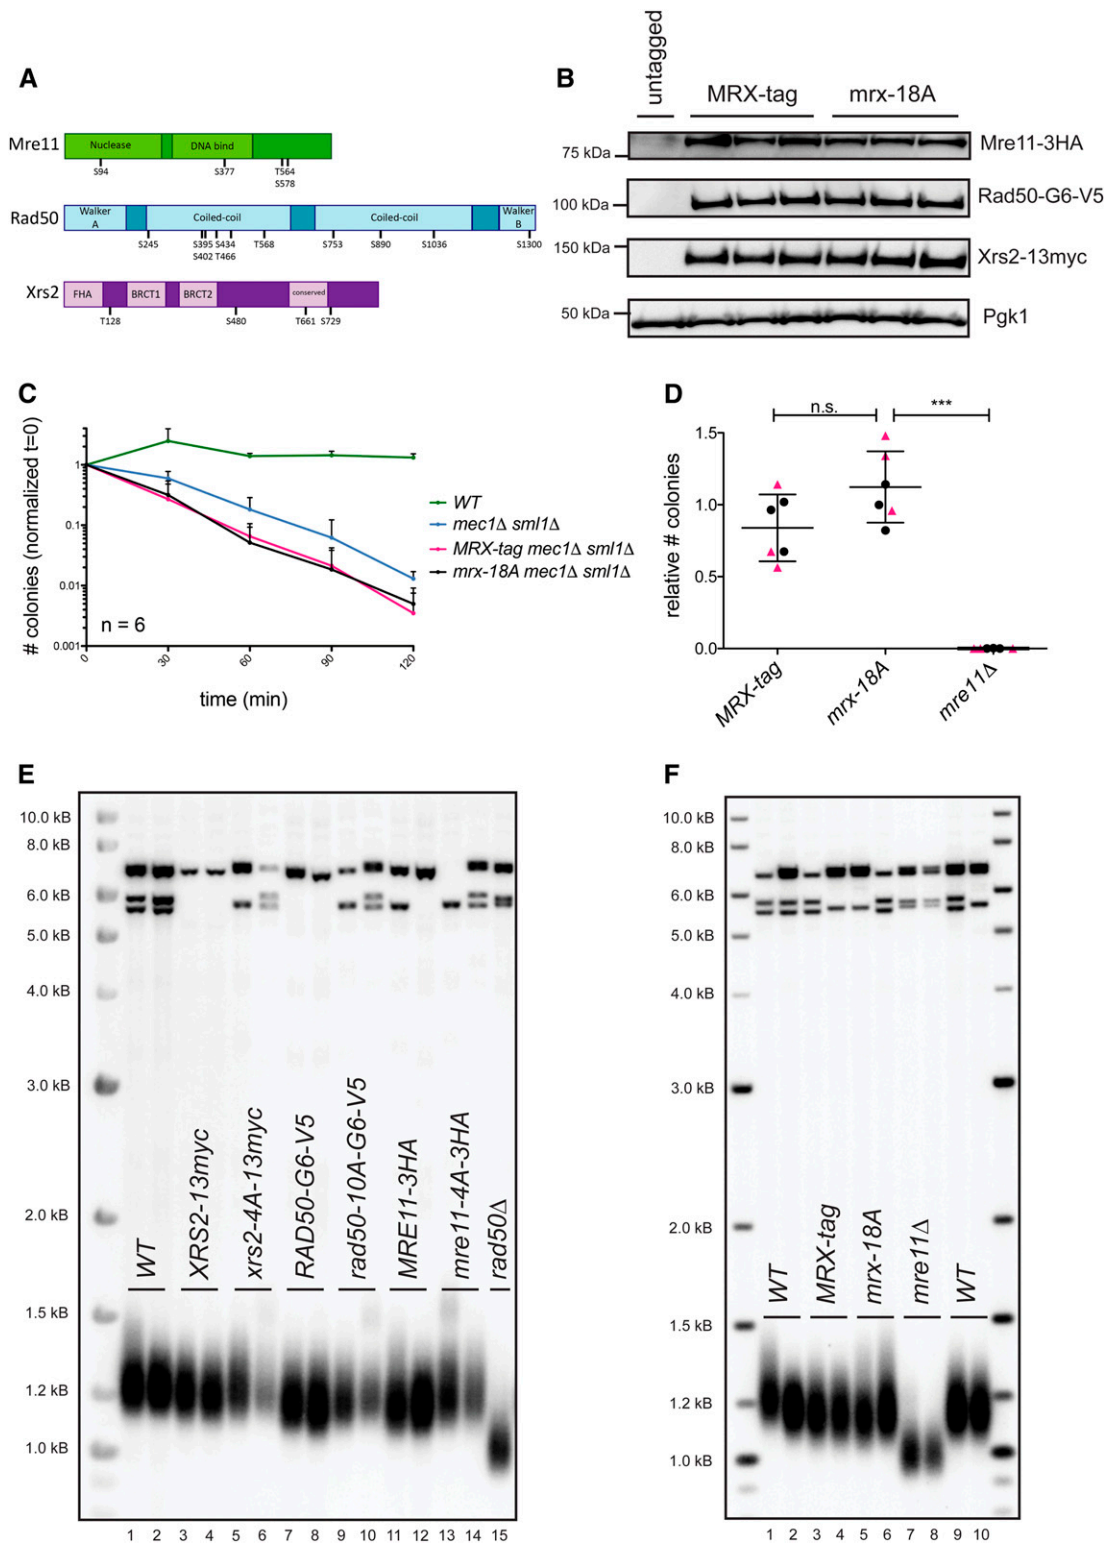 A
Mre11
Nuclease
DNA bind
S94
S377
T564
S578
Rad50
Walker A
Coiled-coil
Coiled-coil
Walker B
S245
S395
S434
T568
S753
S890
S1036
S1300
S402
T466
Xrs2
FHA
BRCT1
BRCT2
conserved
T128
S480
T661
S729
B
untagged
MRX-tag
mrx-18A
75 kDa
Mre11-3HA
100 kDa
Rad50-G6-V5
150 kDa
Xrs2-13myc
50 kDa
Pgk1
C
# colonies (normalized t=0)
1
0.1
0.01
0.001
n = 6
0
30
60
90
120
time (min)
WT
mec1Δ sml1Δ
MRX-tag mec1Δ sml1Δ
mrx-18A mec1Δ sml1Δ
D
n.s.
***
relative # colonies
1.5
1.0
0.5
0.0
MRX-tag
mrx-18A
mre11Δ
E
10.0 kB
8.0 kB
6.0 kB
5.0 kB
4.0 kB
3.0 kB
2.0 kB
1.5 kB
1.2 kB
1.0 kB
WT
XRS2-13myc
xrs2-4A-13myc
RAD50-G6-V5
rad50-10A-G6-V5
MRE11-3HA
mre11-4A-3HA
rad50Δ
1 2 3 4 5 6 7 8 9 10 11 12 13 14 15
F
10.0 kB
8.0 kB
6.0 kB
5.0 kB
4.0 kB
3.0 kB
2.0 kB
1.5 kB
1.2 kB
1.0 kB
WT
MRX-tag
mrx-18A
mre11Δ
WT
1 2 3 4 5 6 7 8 9 10